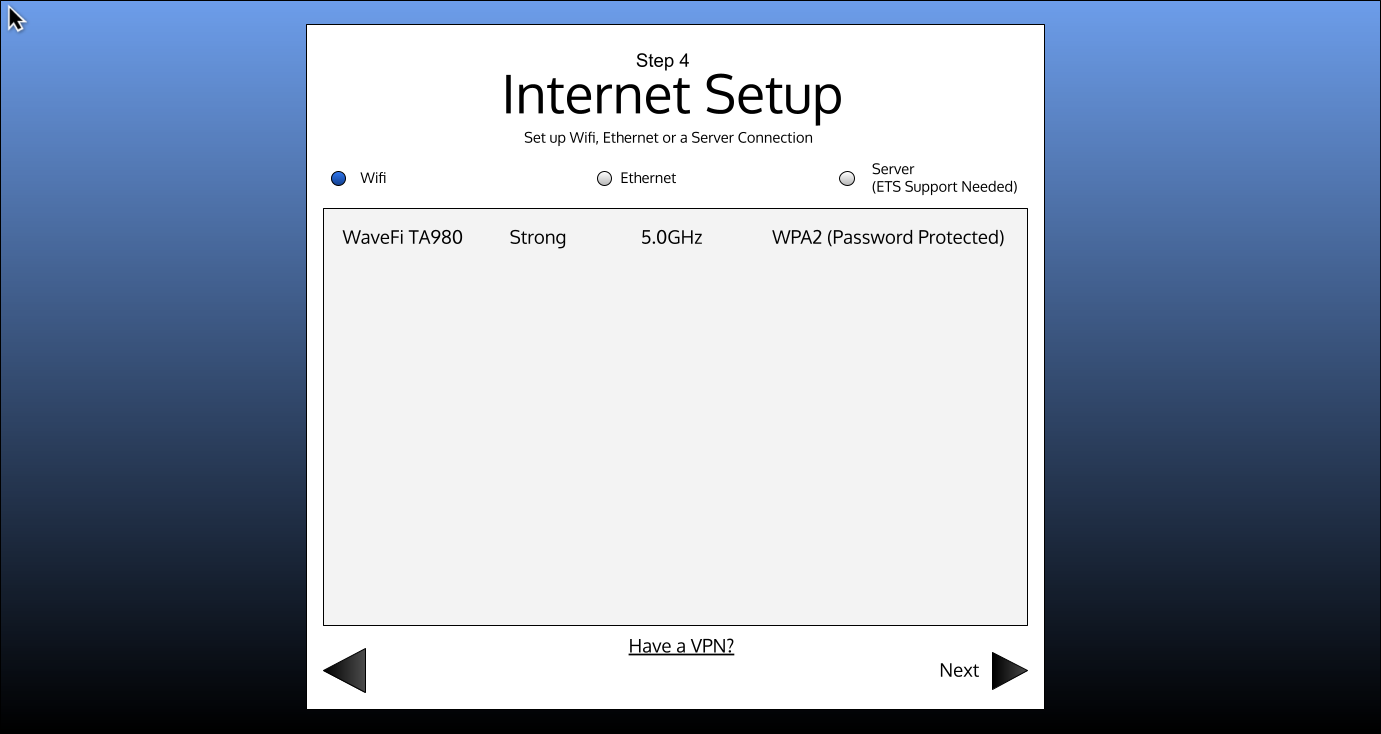 Step 4
Internet Setup
Set up Wifi, Ethernet or a Server Connection
Wifi
Ethernet
Server
(ETS Support Needed)
WaveFi TA980 Strong 5.0GHz WPA2 (Password Protected)
Have a VPN?
Next